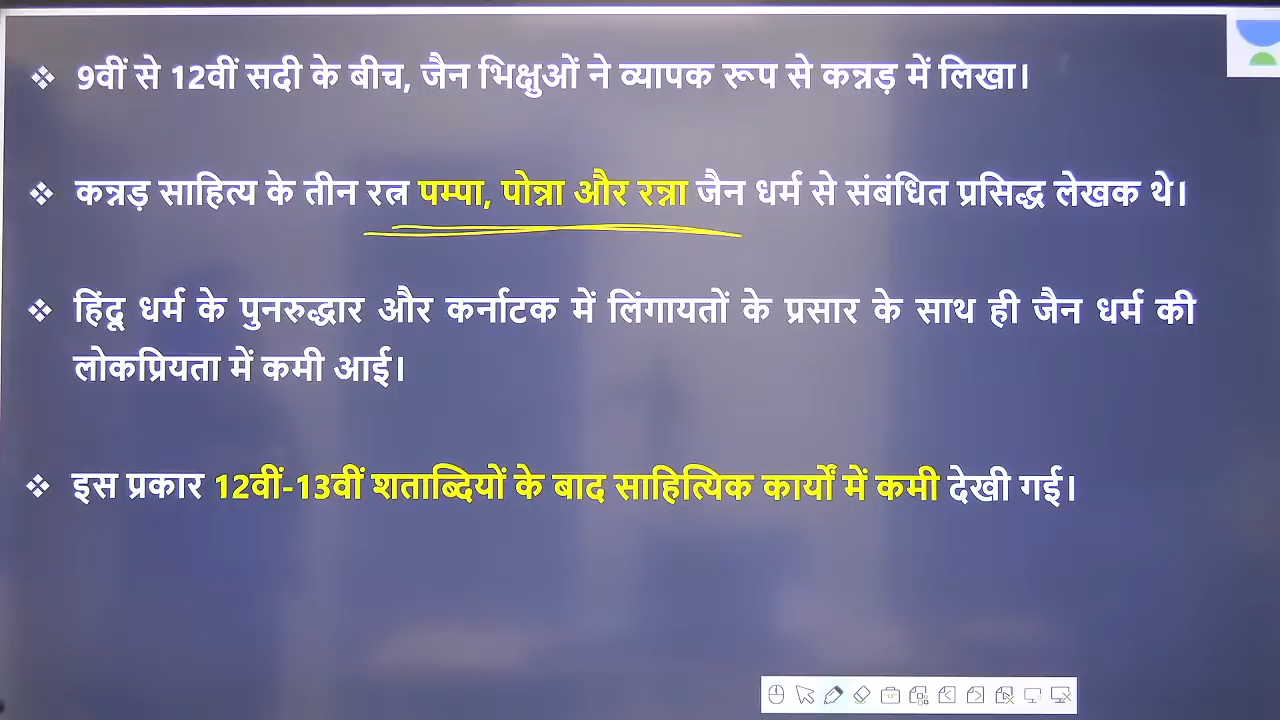 ❖ 9वीं से 12वीं सदी के बीच, जैन भिक्षुओं ने व्यापक रूप से कन्नड़ में लिखा।
❖ कन्नड़ साहित्य के तीन रत्न पम्पा, पोन्ना और रन्ना जैन धर्म से संबंधित प्रसिद्ध लेखक थे।
❖ हिंदू धर्म के पुनरुद्धार और कर्नाटक में लिंगायतों के प्रसार के साथ ही जैन धर्म की
लोकप्रियता में कमी आई।
❖ इस प्रकार 12वीं-13वीं शताब्दियों के बाद साहित्यिक कार्यों में कमी देखी गई।